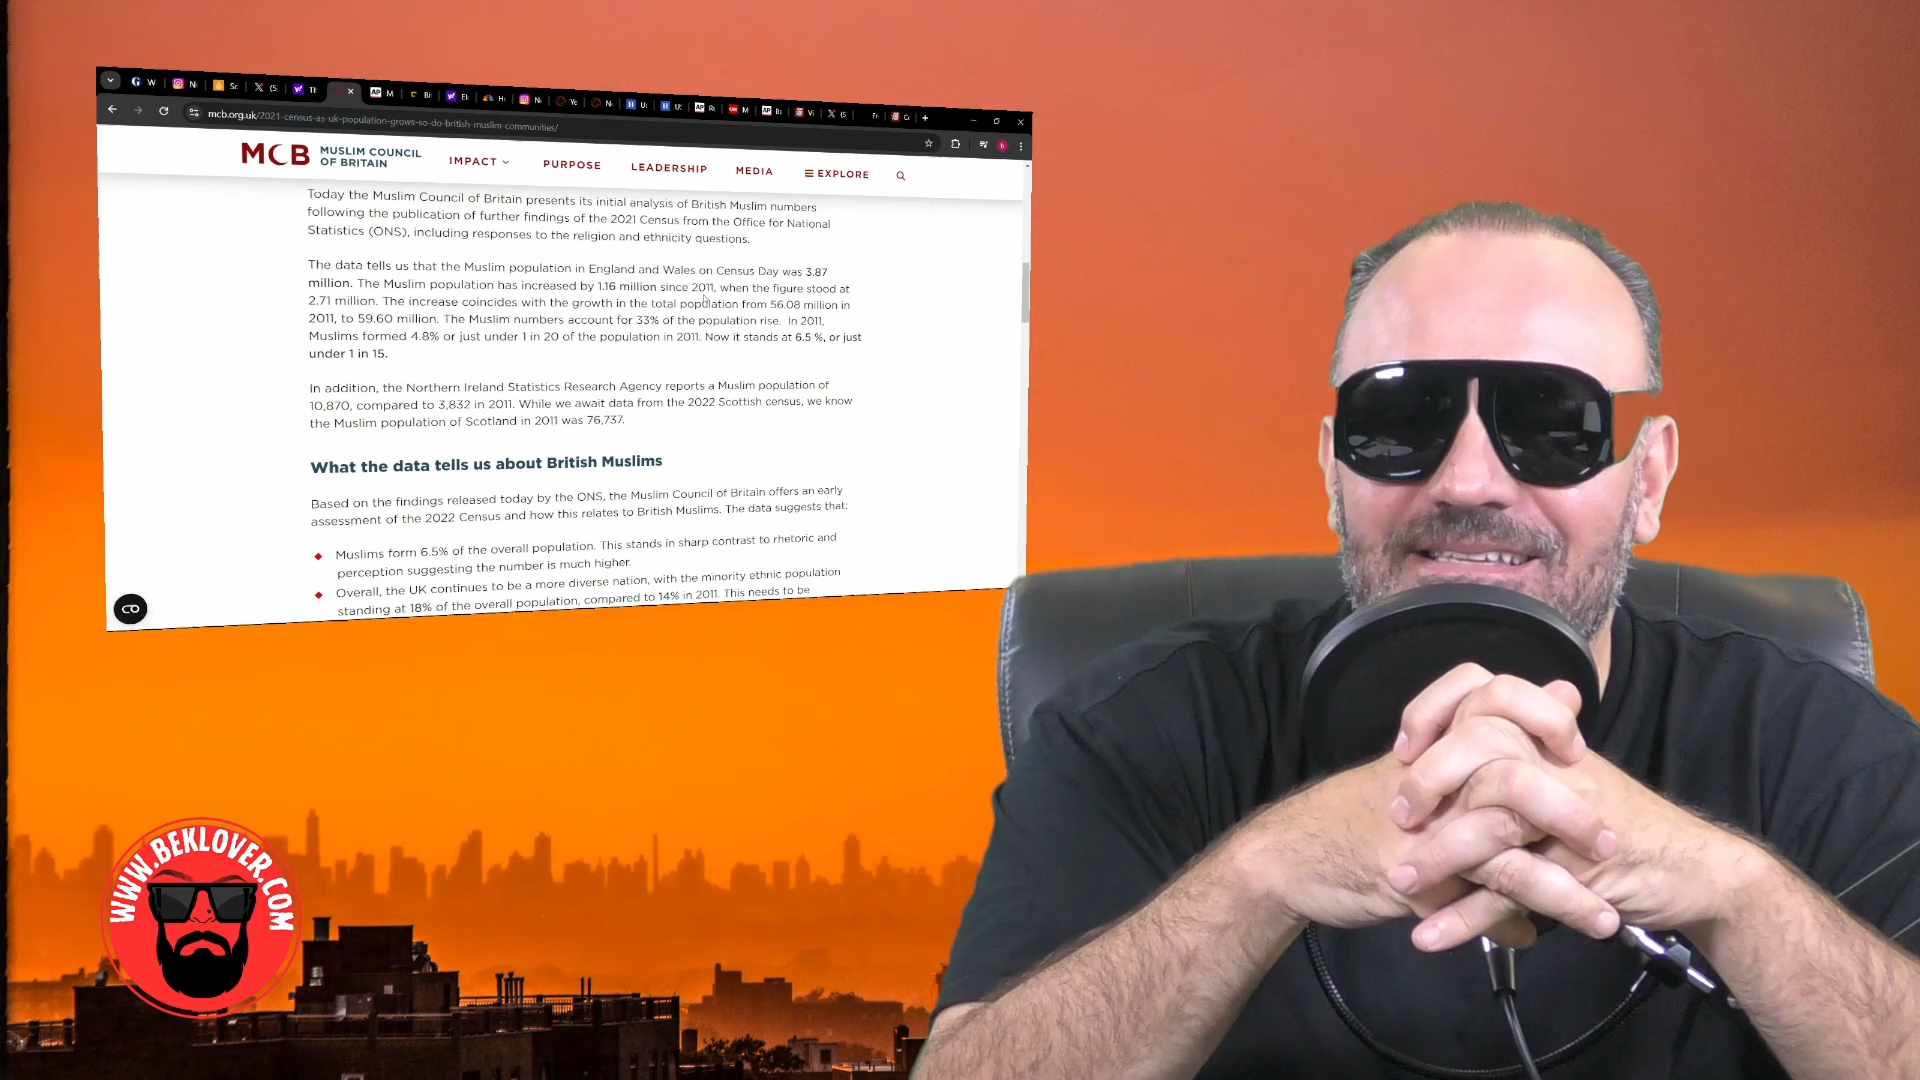 mcb.org.uk/2021-census-as-uk-population-grows-so-do-british-muslim-communities/
MCB MUSLIM COUNCIL
OF BRITAIN
IMPACT
PURPOSE
LEADERSHIP
MEDIA
EXPLORE
Today the Muslim Council of Britain presents its initial analysis of British Muslim numbers
following the publication of further findings of the 2021 Census from the Office for National
Statistics (ONS), including responses to the religion and ethnicity questions.
The data tells us that the Muslim population in England and Wales on Census Day was 3.87
million. The Muslim population has increased by 1.16 million since 2011, when the figure stood at
2.71 million. The increase coincides with the growth in the total population from 56.08 million in
2011, to 59.60 million. The Muslim numbers account for 33% of the population rise. In 2011,
Muslims formed 4.8% or just under 1 in 20 of the population in 2011. Now it stands at 6.5 %, or just
under 1 in 15.
In addition, the Northern Ireland Statistics Research Agency reports a Muslim population of
10,870, compared to 3,832 in 2011. While we await data from the 2022 Scottish census, we know
the Muslim population of Scotland in 2011 was 76,737.
What the data tells us about British Muslims
Based on the findings released today by the ONS, the Muslim Council of Britain offers an early
assessment of the 2022 Census and how this relates to British Muslims. The data suggests that:
Muslims form 6.5% of the overall population. This stands in sharp contrast to rhetoric and
perception suggesting the number is much higher.
Overall, the UK continues to be a more diverse nation, with the minority ethnic population
standing at 18% of the overall population, compared to 14% in 2021. This needs to be
WWW.BEKLOVER.COM